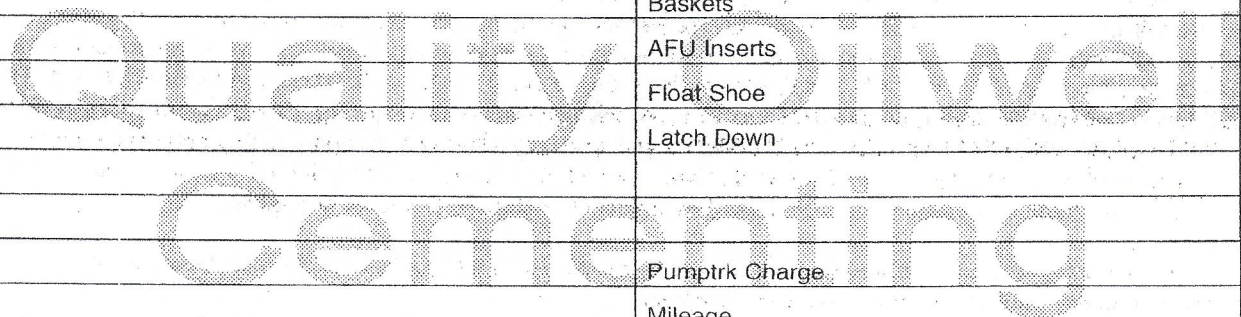 Baskets
AFU Inserts
Quality Oilwell
Float Shoe
Latch Down
Cementing
Pumptrk Charge
Mileage